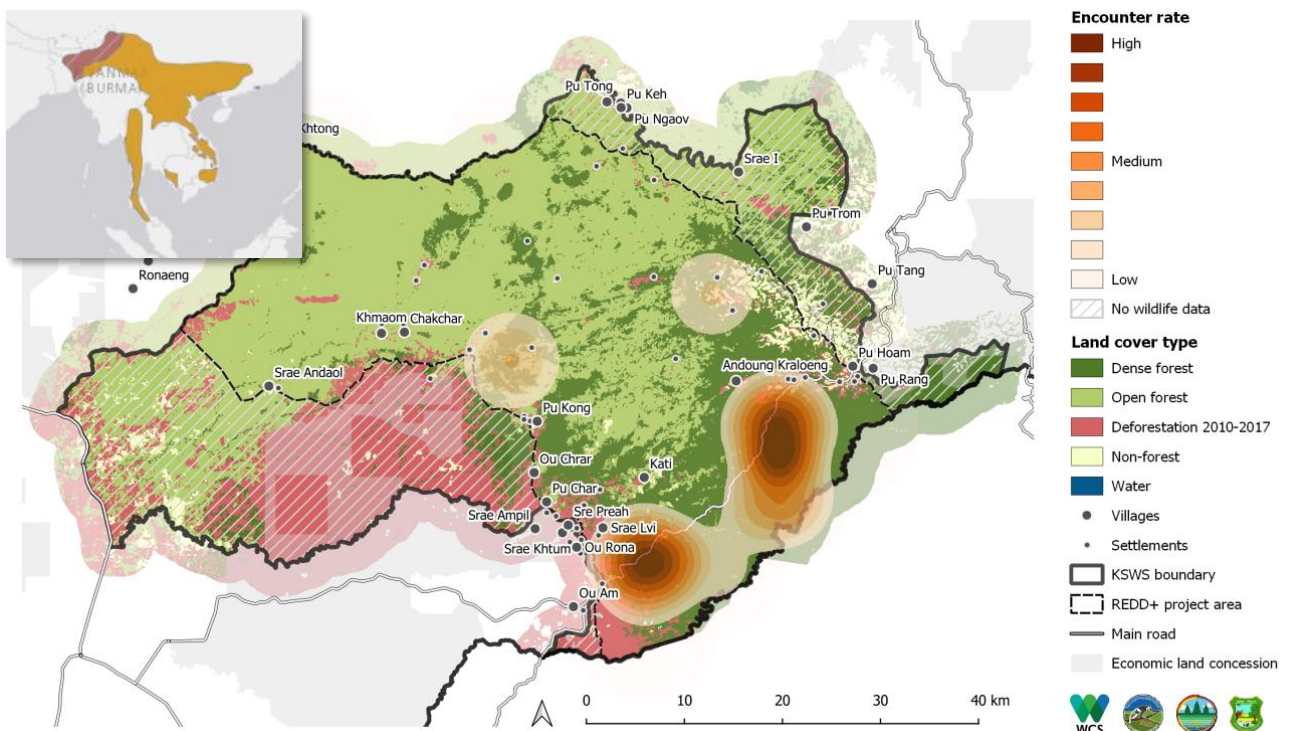 VANMAR
(BURMA)
Khtong
Ronaeng
Pu Tong
Pu Keh
Pu Ngaov
Srae I
Pu Trom
Pu Tang
Khmaom
Chakchar
Srae Andaol
Pu Hoam
Andoung Kraloeng
Pu Rang
Pu Kong
Ou Chrar
Kati
Pu Char
Srae Ampil
Sre Preah
Srae Lvi
Srae Khtum
Ou Rona
Ou Am
0 10 20 30 40 km
Encounter rate
High
Medium
Low
No wildlife data
Land cover type
Dense forest
Open forest
Deforestation 2010-2017
Non-forest
Water
Villages
Settlements
KSWS boundary
REDD+ project area
Main road
Economic land concession
WCS